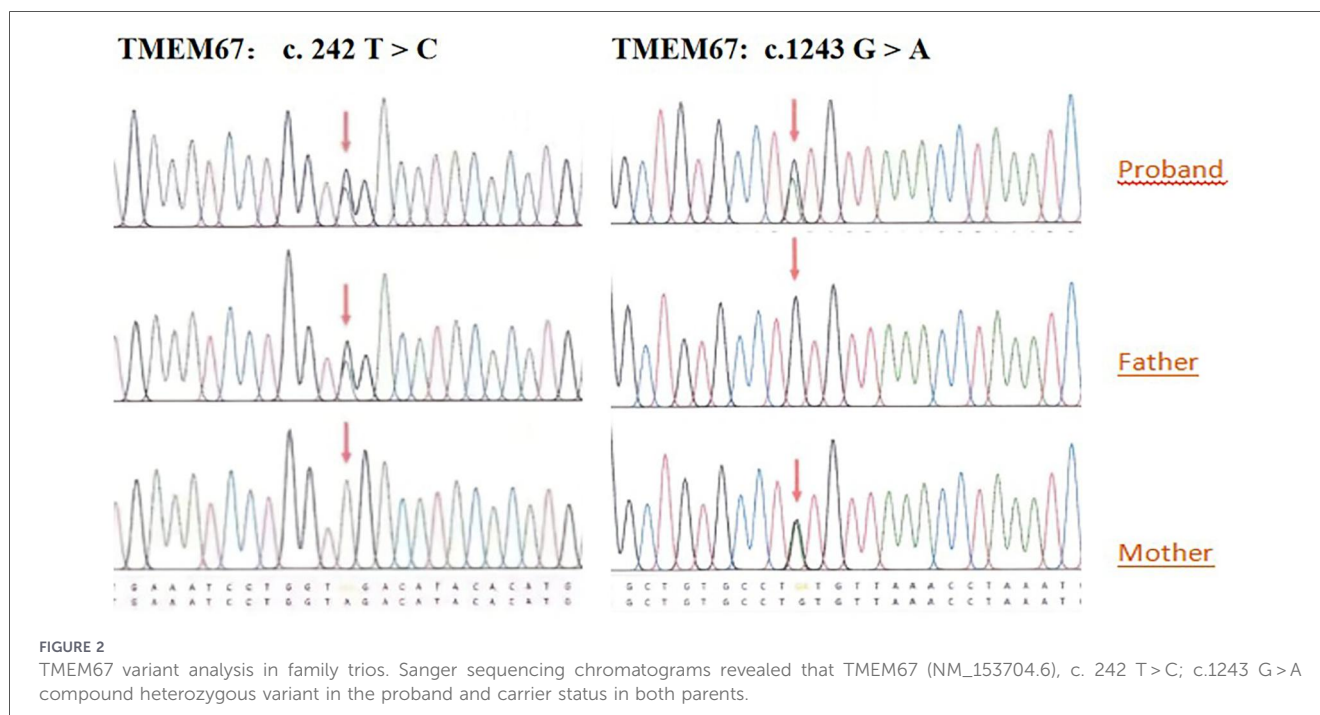 TMEM67: c. 242 T > C
TMEM67: c.1243 G > A
Proband
Father
Mother
G A A A T C C T G G T G A C A T A C A C A T G
G A A A T C C T G G T A G A C A T A C A C A T G
G C T G T G C C T T G T T A A A C C T A A A T
G C T G T G C C T G T G T T A A A C C T A A A T
FIGURE 2
TMEM67 variant analysis in family trios. Sanger sequencing chromatograms revealed that TMEM67 (NM_153704.6), c. 242 T > C; c.1243 G > A
compound heterozygous variant in the proband and carrier status in both parents.